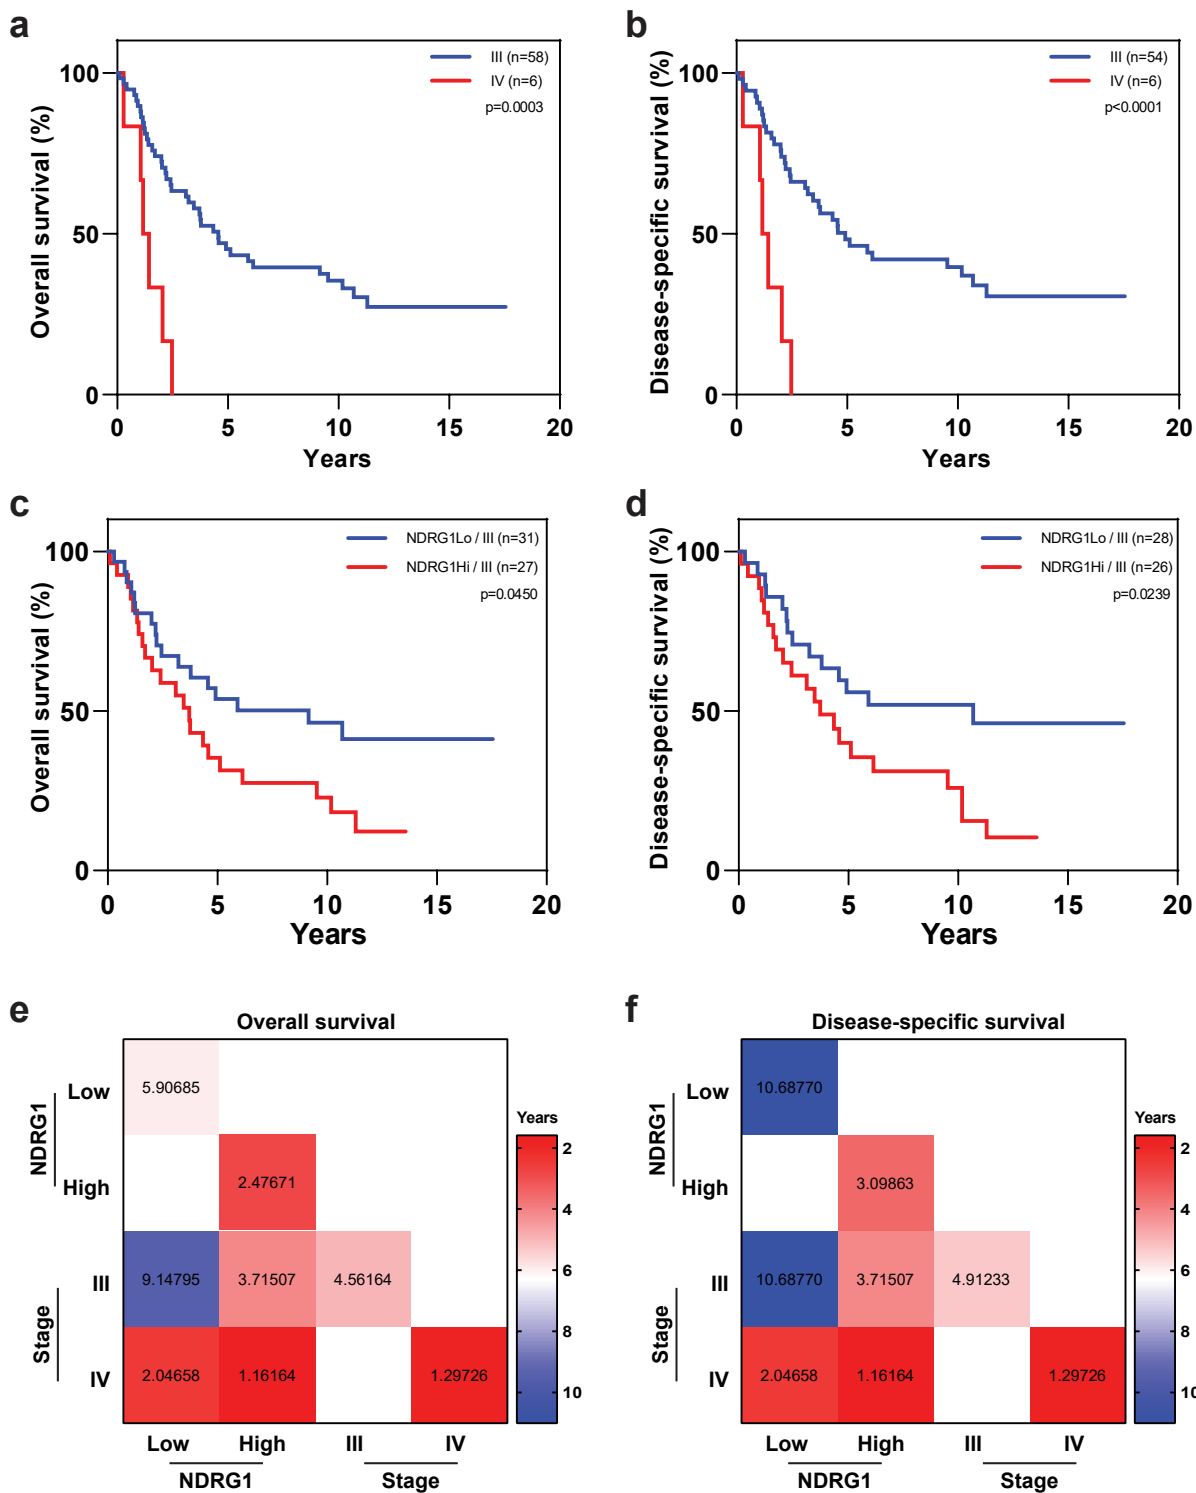 a
Overall survival (%)
100
50
0
0 5 10 15 20
Years
III (n=58)
IV (n=6)
p=0.0003
b
Disease-specific survival (%)
100
50
0
0 5 10 15 20
Years
III (n=54)
IV (n=6)
p<0.0001
c
Overall survival (%)
100
50
0
0 5 10 15 20
Years
NDRG1Lo / III (n=31)
NDRG1Hi / III (n=27)
p=0.0450
d
Disease-specific survival (%)
100
50
0
0 5 10 15 20
Years
NDRG1Lo / III (n=28)
NDRG1Hi / III (n=26)
p=0.0239
e
Overall survival
NDRG1
Low
High
Stage
III
IV
5.90685
2.47671
9.14795 3.71507 4.56164
2.04658 1.16164 1.29726
Low High III IV
NDRG1 Stage
Years
2
4
6
8
10
f
Disease-specific survival
NDRG1
Low
High
Stage
III
IV
10.68770
3.09863
10.68770 3.71507 4.91233
2.04658 1.16164 1.29726
Low High III IV
NDRG1 Stage
Years
2
4
6
8
10